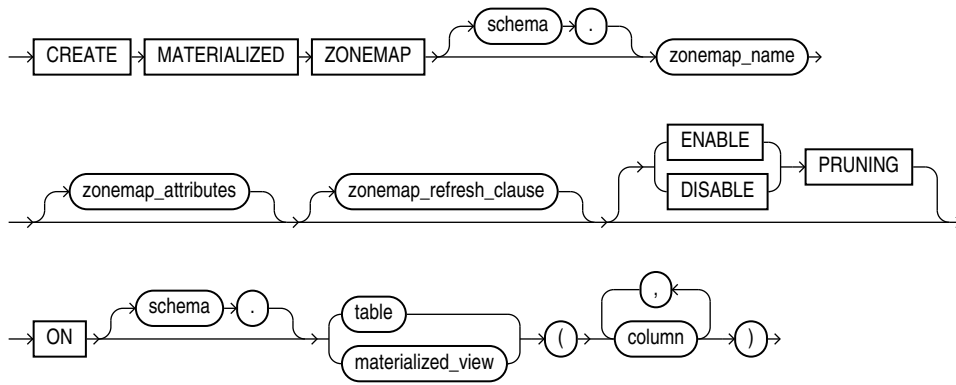 schema .
CREATE MATERIALIZED ZONEMAP zonemap_name
ENABLE
zonemap_attributes zonemap_refresh_clause PRUNING
DISABLE
schema . table ,
ON ( column )
materialized_view